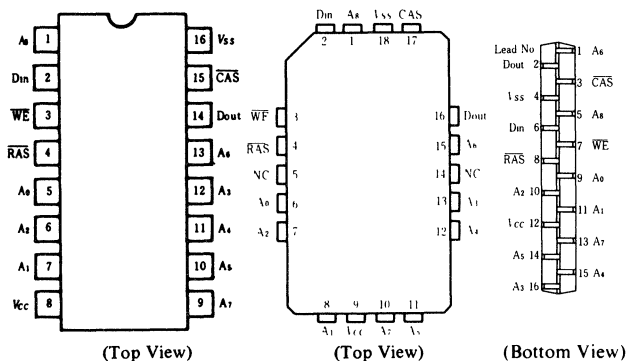 A8 1 16 Vss
Din 2 15 CAS
WE 3 14 Dout
RAS 4 13 A6
A0 5 12 A3
A2 6 11 A4
A1 7 10 A5
Vcc 8 9 A7
(Top View)
Din A8 Vss CAS
2 1 18 17
WE 3 16 Dout
RAS 4 15 A6
NC 5 14 NC
A0 6 13
A2 7 12 A4
8 9 10 11
A1 Vcc A7 A5
(Top View)
Lead No 1 A6
Dout 2
3 CAS
Vss 4
5 A8
Din 6
7 WE
RAS 8
9 A0
A2 10
11 A1
Vcc 12
13 A7
A5 14
15 A4
A3 16
(Bottom View)